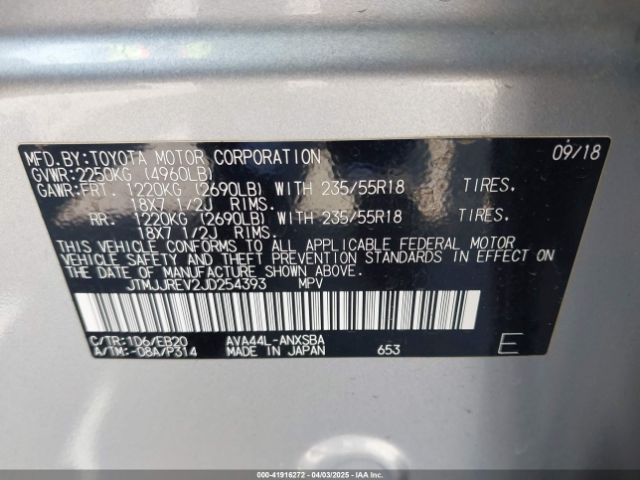 MFD.BY:TOYOTA MOTOR CORPORATION 09/18
GVWR:2250KG (4960LB)
GAWR:FRT. 1220KG (2690LB) WITH 235/55R18 TIRES,
18X7 1/2J RIMS.
RR: 1220KG (2690LB) WITH 235/55R18 TIRES,
18X7 1/2J RIMS.
THIS VEHICLE CONFORMS TO ALL APPLICABLE FEDERAL MOTOR
VEHICLE SAFETY AND THEFT PREVENTION STANDARDS IN EFFECT ON
THE DATE OF MANUFACTURE SHOWN ABOVE.
JTMJJREV2JD254393 MPV
C/TR:1D6/EB20 AVA44L-ANXSBA
A/TM:-08A/P314 MADE IN JAPAN 653 E
000-41916272 - 04/03/2025 - IAAI.com